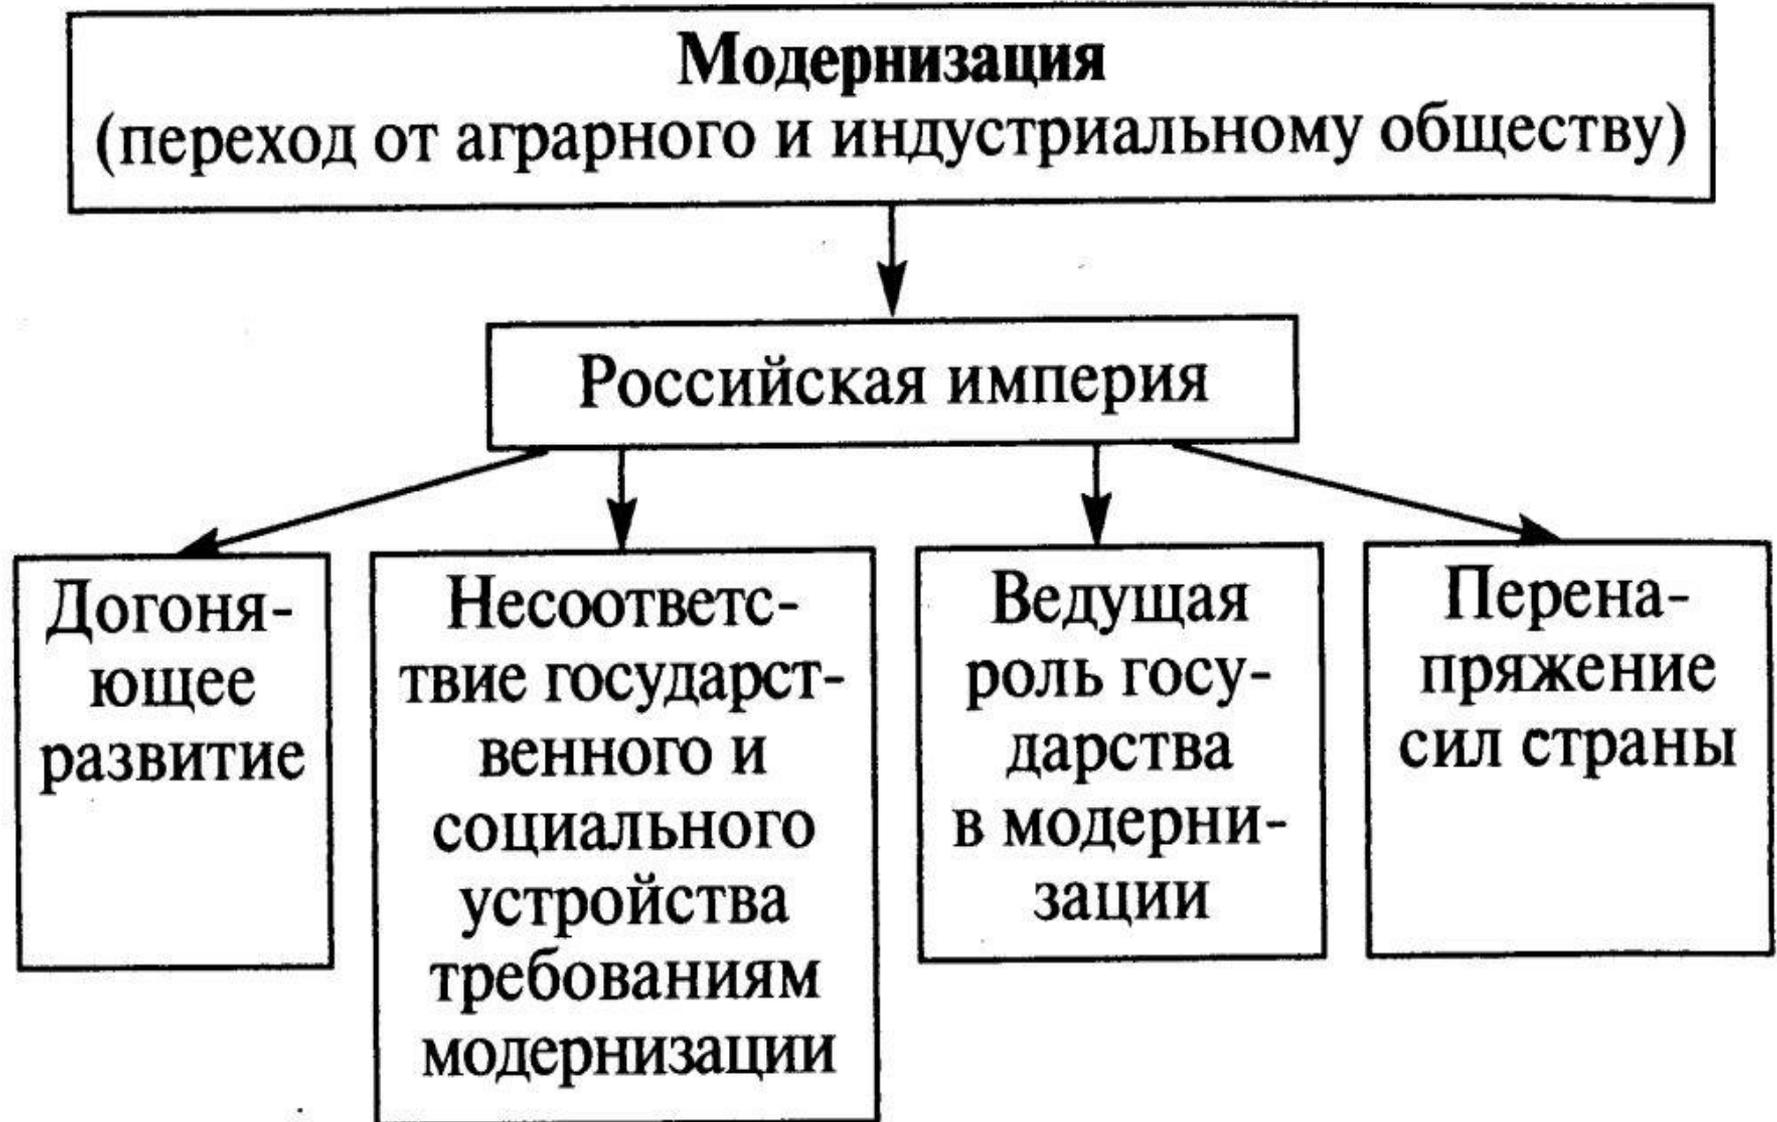 Модернизация
(переход от аграрного и индустриальному обществу)
Российская империя
Догоня-
ющее
развитие
Несоответс-
твие государст-
венного и
социального
устройства
требованиям
модернизации
Ведущая
роль госу-
дарства
в модерни-
зации
Перена-
пряжение
сил страны